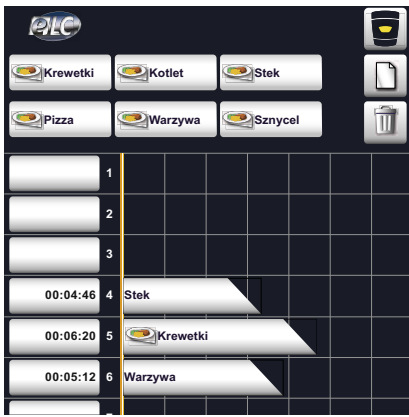 eLC
Krewetki Kotlet Stek
Pizza Warzywa Sznycel
1
2
3
00:04:46 4 Stek
00:06:20 5 Krewetki
00:05:12 6 Warzywa